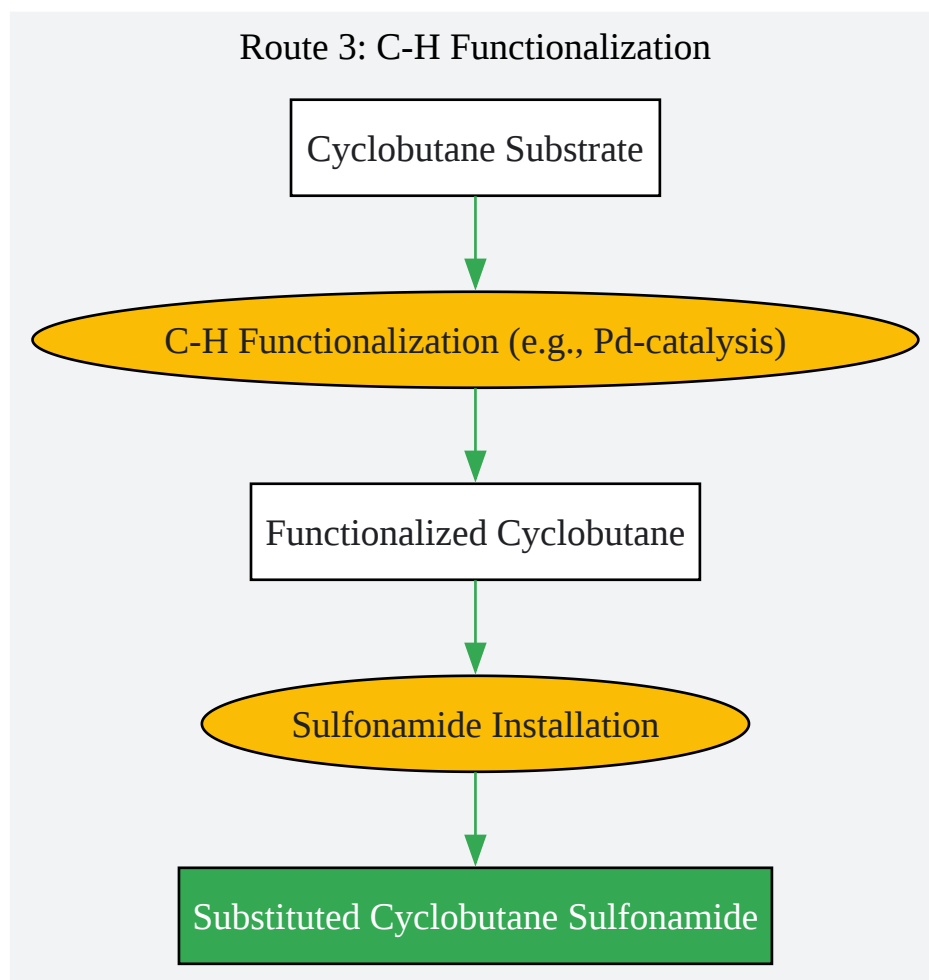 Route 3: C-H Functionalization
Cyclobutane Substrate
C-H Functionalization (e.g., Pd-catalysis)
Functionalized Cyclobutane
Sulfonamide Installation
Substituted Cyclobutane Sulfonamide